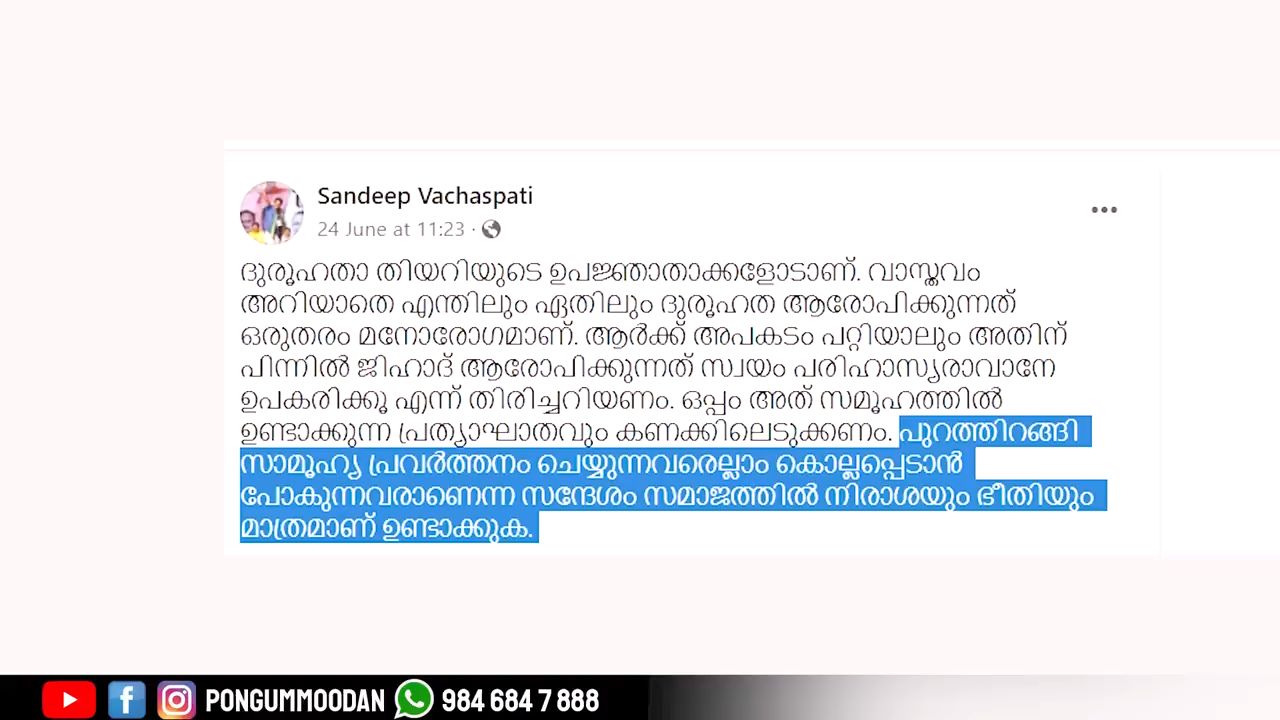 Sandeep Vachaspati
24 June at 11:23 ·
ദുരൂഹതാ തിയറിയുടെ ഉപജ്ഞാതാക്കളോടാണ്. വാസ്തവം
അറിയാതെ എന്തിലും ഏതിലും ദുരൂഹത ആരോപിക്കുന്നത്
ഒരുതരം മനോരോഗമാണ്. ആർക്ക് അപകടം പറ്റിയാലും അതിന്
പിന്നിൽ ജിഹാദ് ആരോപിക്കുന്നത് സ്വയം പരിഹാസ്യരാവാനേ
ഉപകരിക്കൂ എന്ന് തിരിച്ചറിയണം. ഒപ്പം അത് സമൂഹത്തിൽ
ഉണ്ടാക്കുന്ന പ്രത്യാഘാതവും കണക്കിലെടുക്കണം. പുറത്തിറങ്ങി
സാമൂഹ്യ പ്രവർത്തനം ചെയ്യുന്നവരെല്ലാം കൊല്ലപ്പെടാൻ
പോകുന്നവരാണെന്ന സന്ദേശം സമാജത്തിൽ നിരാശയും ഭീതിയും
മാത്രമാണ് ഉണ്ടാക്കുക.
PONGUMMOODAN 984 684 7 888